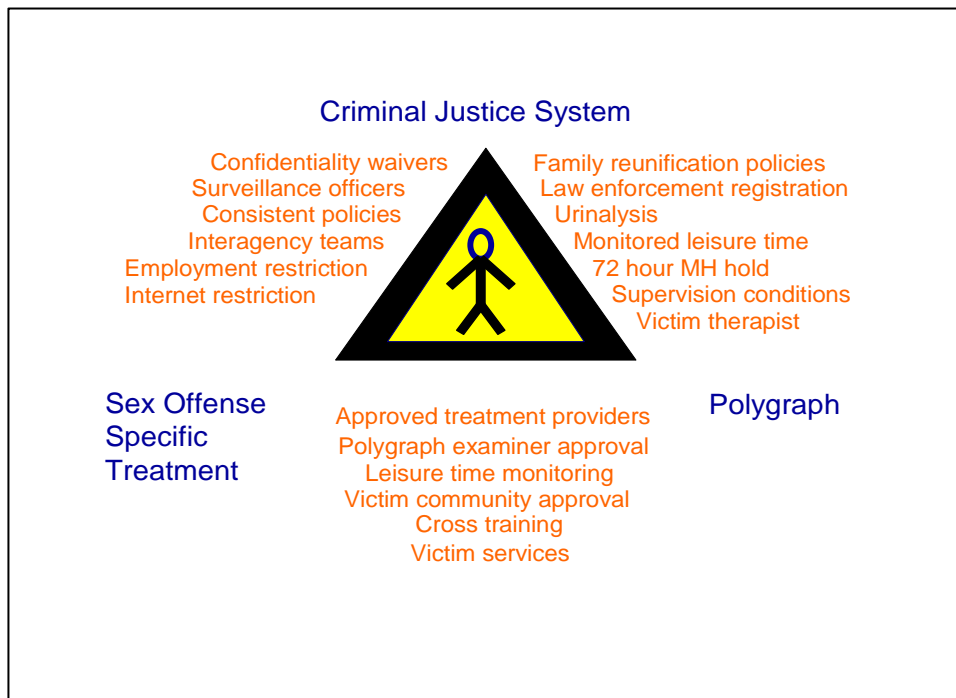 Criminal Justice System
Confidentiality waivers
Surveillance officers
Consistent policies
Interagency teams
Employment restriction
Internet restriction
Family reunification policies
Law enforcement registration
Urinalysis
Monitored leisure time
72 hour MH hold
Supervision conditions
Victim therapist
Sex Offense
Specific
Treatment
Approved treatment providers
Polygraph examiner approval
Leisure time monitoring
Victim community approval
Cross training
Victim services
Polygraph